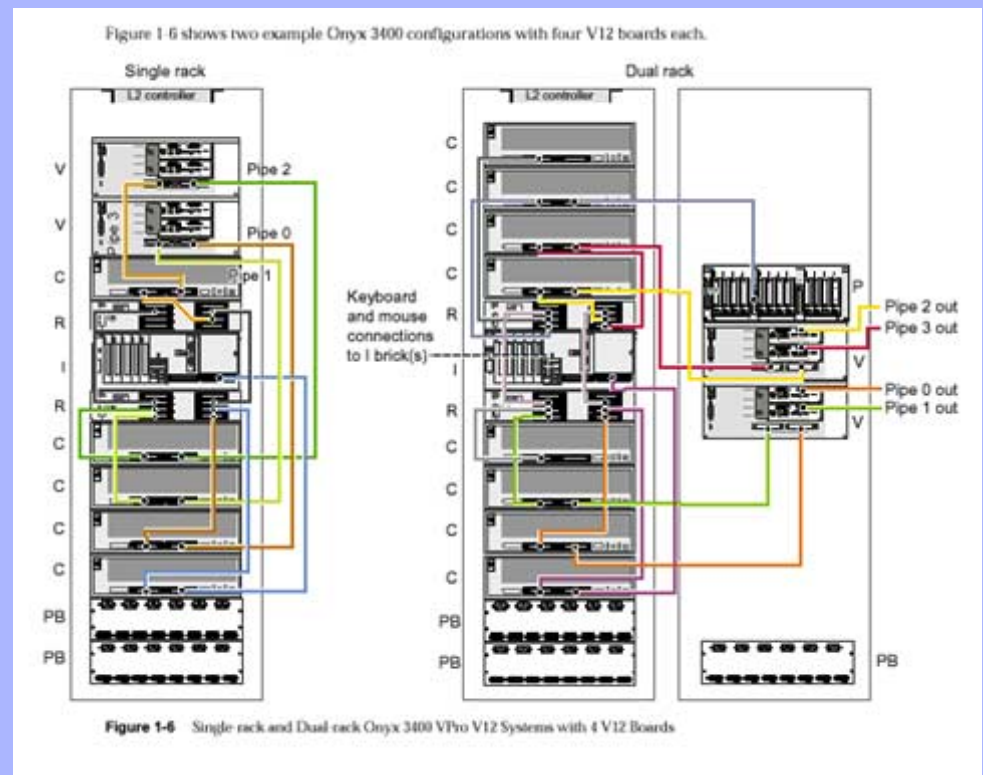 Figure 1-6 shows two example Onyx 3400 configurations with four V12 boards each.
Single rack
Dual rack
L2 controller
L2 controller
V
Pipe 2
V
Pipe 3
Pipe 0
C
Pipe 1
R
I
R
C
C
C
C
PB
PB
C
C
C
C
Keyboard
and mouse
connections
to I brick(s)
R
I
R
C
C
C
C
PB
PB
P
Pipe 2 out
Pipe 3 out
V
Pipe 0 out
Pipe 1 out
V
PB
Figure 1-6 Single-rack and Dual-rack Onyx 3400 VPro V12 Systems with 4 V12 Boards